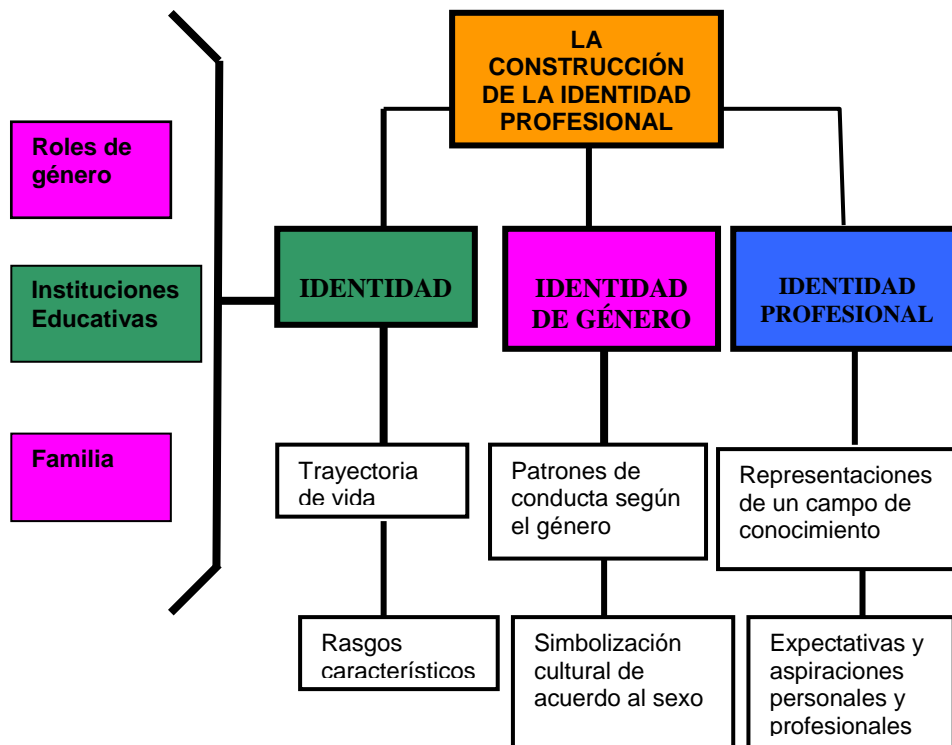 LA
CONSTRUCCIÓN
DE LA IDENTIDAD
PROFESIONAL
Roles de
género
Instituciones
Educativas
Familia
IDENTIDAD
IDENTIDAD
DE GÉNERO
IDENTIDAD
PROFESIONAL
Trayectoria
de vida
Patrones de
conducta según
el género
Representaciones
de un campo de
conocimiento
Rasgos
característicos
Simbolización
cultural de
acuerdo al sexo
Expectativas y
aspiraciones
personales y
profesionales